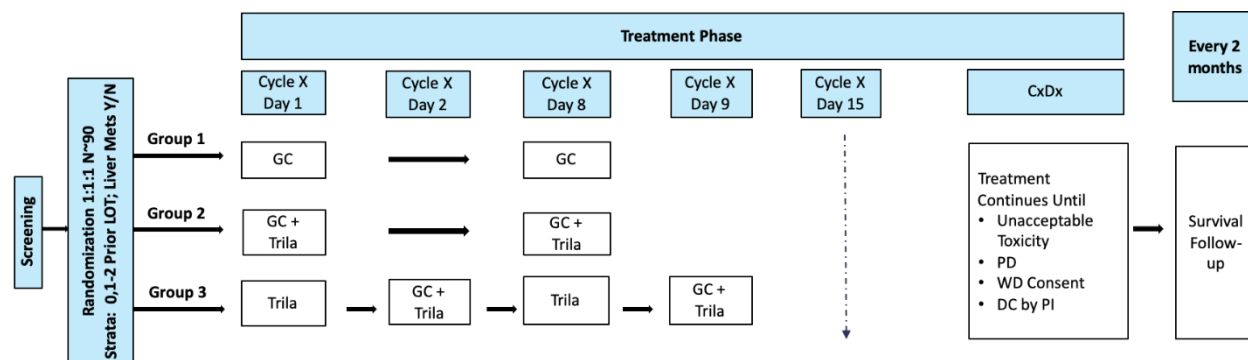 Screening
Randomization 1:1:1 N~90
Strata: 0,1-2 Prior LOT; Liver Mets Y/N
Treatment Phase
Every 2
months
Cycle X
Day 1
Cycle X
Day 2
Cycle X
Day 8
Cycle X
Day 9
Cycle X
Day 15
CxDx
Group 1
GC
GC
Group 2
GC +
Trila
GC +
Trila
Group 3
Trila
GC +
Trila
Trila
GC +
Trila
Treatment
Continues Until
• Unacceptable
Toxicity
• PD
• WD Consent
• DC by PI
Survival
Follow-
up